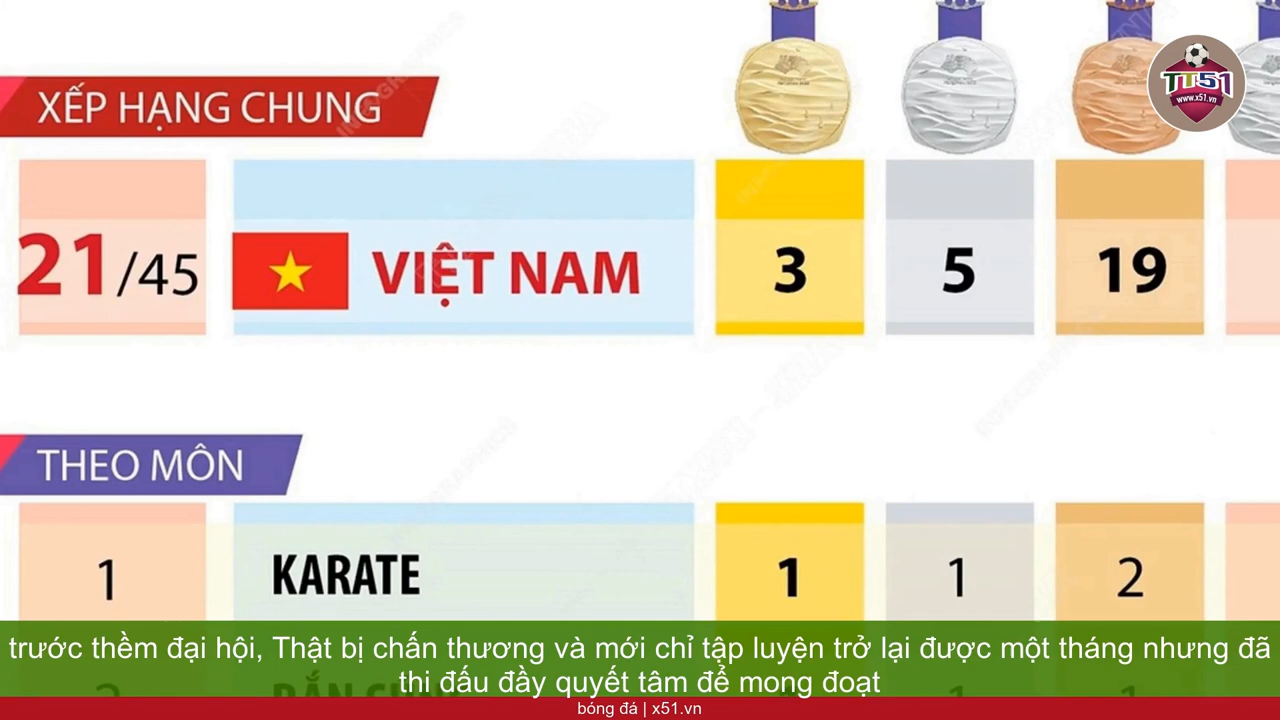 TT51
www.x51.vn
XẾP HẠNG CHUNG
21/45 VIỆT NAM 3 5 19
THEO MÔN
1 KARATE 1 1 2
trước thềm đại hội, Thật bị chấn thương và mới chỉ tập luyện trở lại được một tháng nhưng đã
thi đấu đầy quyết tâm để mong đoạt
bóng đá | x51.vn